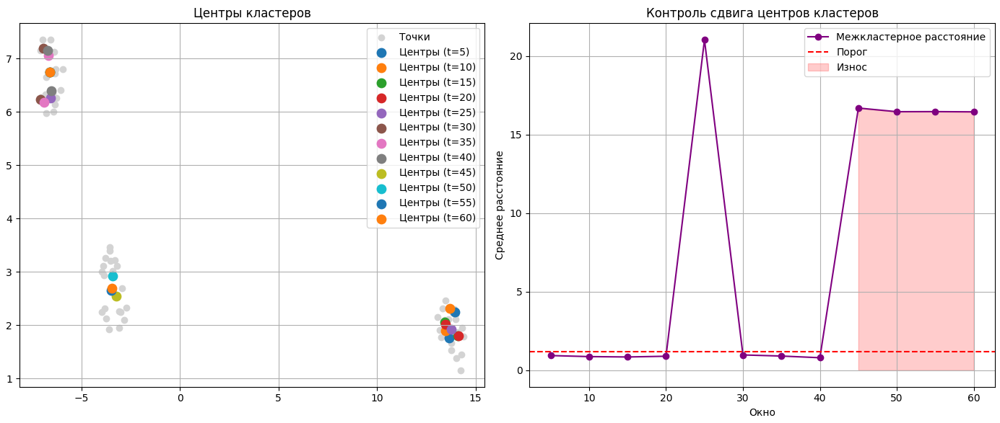 Центры кластеров
Точки
Центры (t=5)
Центры (t=10)
Центры (t=15)
Центры (t=20)
Центры (t=25)
Центры (t=30)
Центры (t=35)
Центры (t=40)
Центры (t=45)
Центры (t=50)
Центры (t=55)
Центры (t=60)
7
6
5
4
3
2
1
−5
0
5
10
15
Контроль сдвига центров кластеров
Межкластерное расстояние
Порог
Износ
Среднее расстояние
20
15
10
5
0
10
20
30
40
50
60
Окно